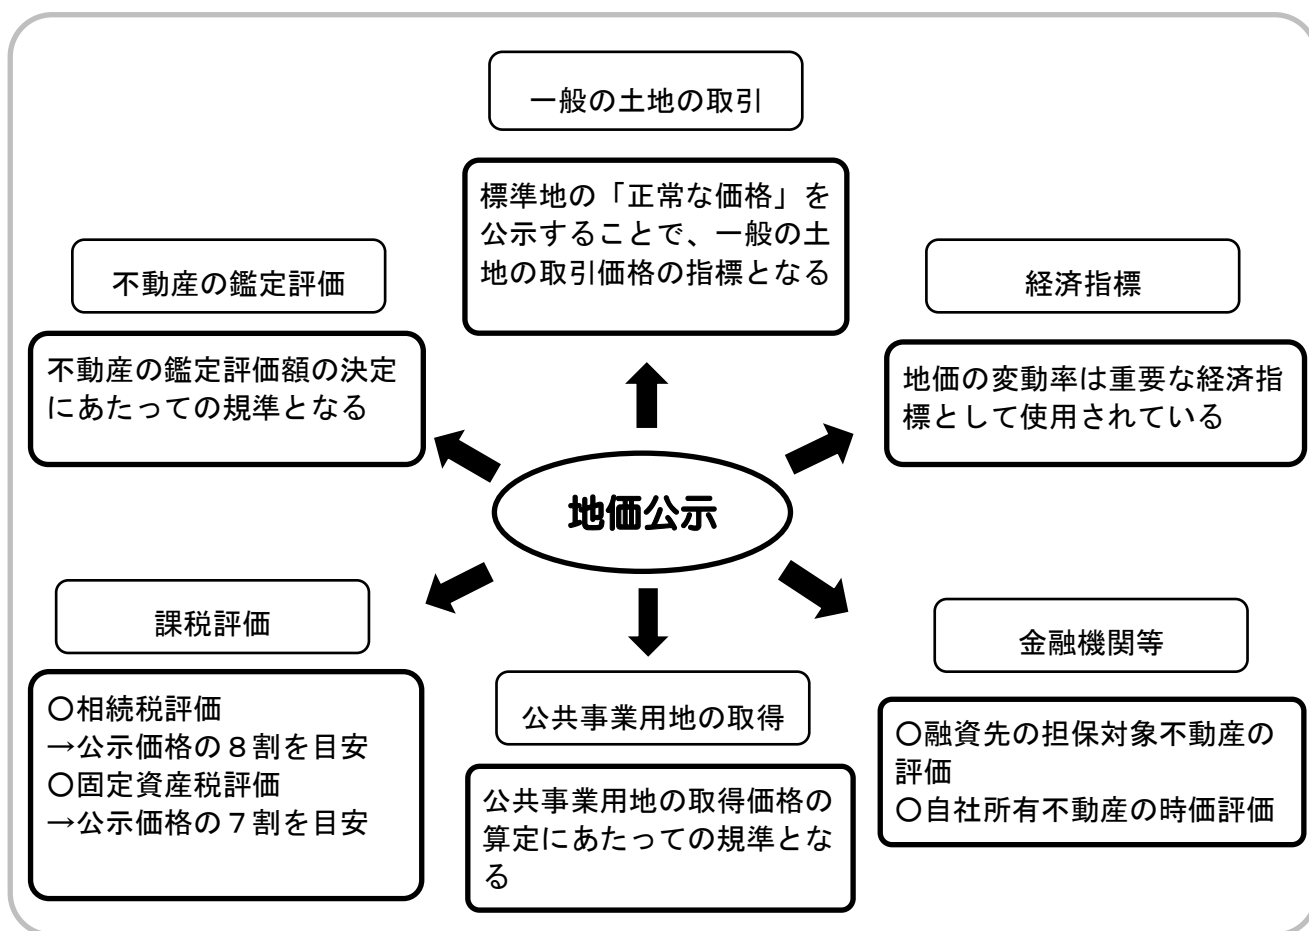 一般の土地の取引
標準地の「正常な価格」を
公示することで、一般の土
地の取引価格の指標となる
不動産の鑑定評価
不動産の鑑定評価額の決定
にあたっての規準となる
経済指標
地価の変動率は重要な経済指
標として使用されている
地価公示
課税評価
〇相続税評価
→公示価格の８割を目安
〇固定資産税評価
→公示価格の７割を目安
公共事業用地の取得
公共事業用地の取得価格の
算定にあたっての規準とな
る
金融機関等
〇融資先の担保対象不動産の
評価
〇自社所有不動産の時価評価